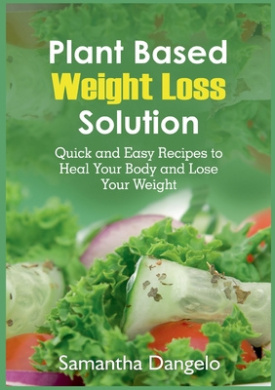 Plant Based
Weight Loss
Solution
Quick and Easy Recipes to
Heal Your Body and Lose
Your Weight
Samantha Dangelo